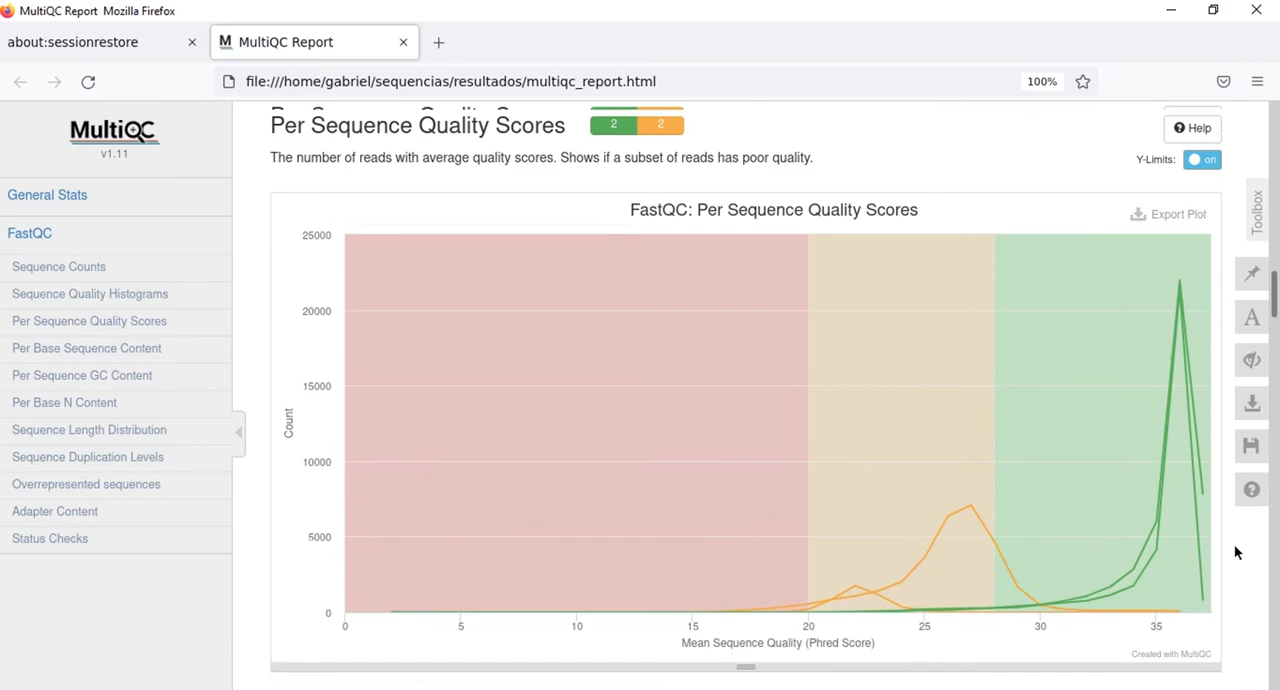 MultiQC Report Mozilla Firefox
about:sessionrestore
M MultiQC Report
file:///home/gabriel/sequencias/resultados/multiqc_report.html
100%
MultiQC
v1.11
General Stats
FastQC
Sequence Counts
Sequence Quality Histograms
Per Sequence Quality Scores
Per Base Sequence Content
Per Sequence GC Content
Per Base N Content
Sequence Length Distribution
Sequence Duplication Levels
Overrepresented sequences
Adapter Content
Status Checks
Per Sequence Quality Scores
2
2
Help
The number of reads with average quality scores. Shows if a subset of reads has poor quality.
Y-Limits: on
FastQC: Per Sequence Quality Scores
Export Plot
25000
20000
15000
10000
5000
0
Count
0 5 10 15 20 25 30 35
Mean Sequence Quality (Phred Score)
Created with MultiQC
Toolbox
A